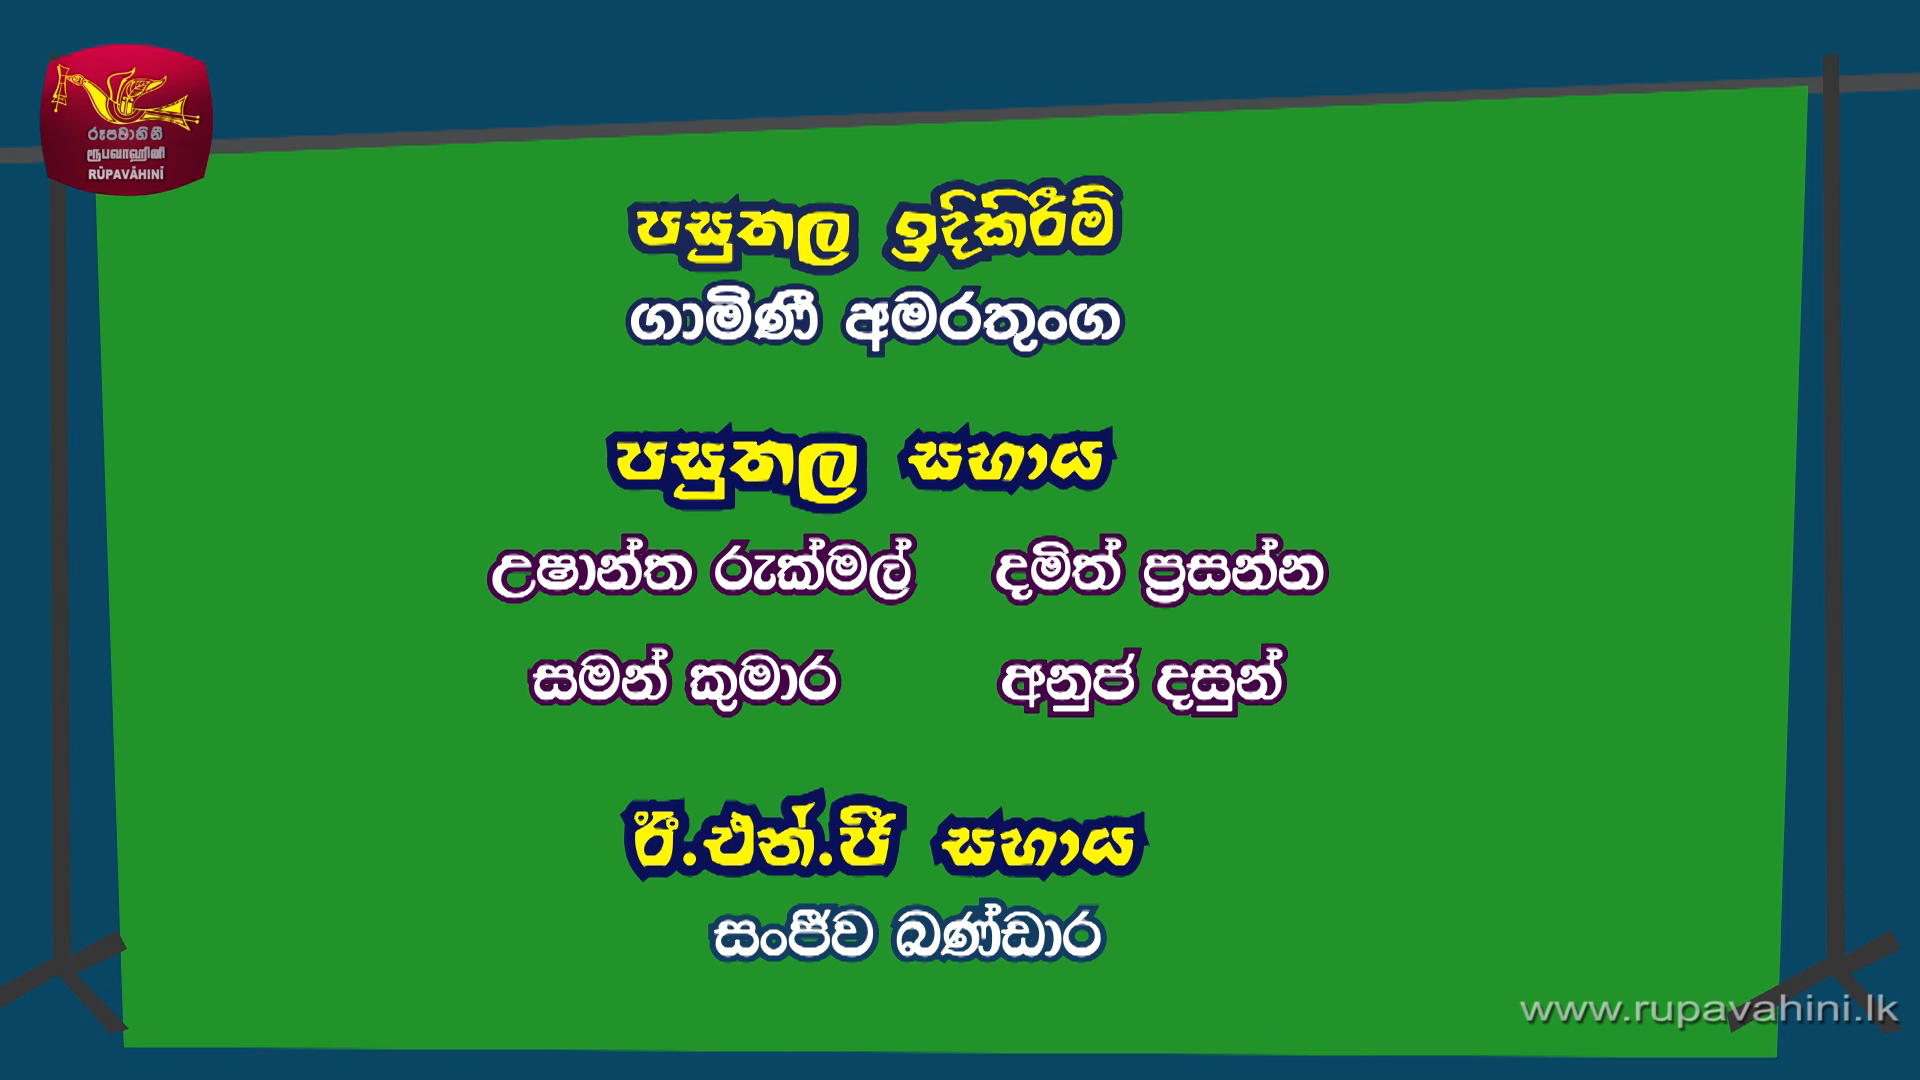 රූපවාහිනී
ரூபவாஹினி
RŪPAVĀHINĪ
පසුතල ඉදිකිරීම්
ගාමිණී අමරතුංග
පසුතල සහාය
උෂාන්ත රුක්මල් දමිත් ප්‍රසන්න
සමන් කුමාර අනුජ දසුන්
ඊ.එන්.ජී සහාය
සංජීව බණ්ඩාර
www.rupavahini.lk